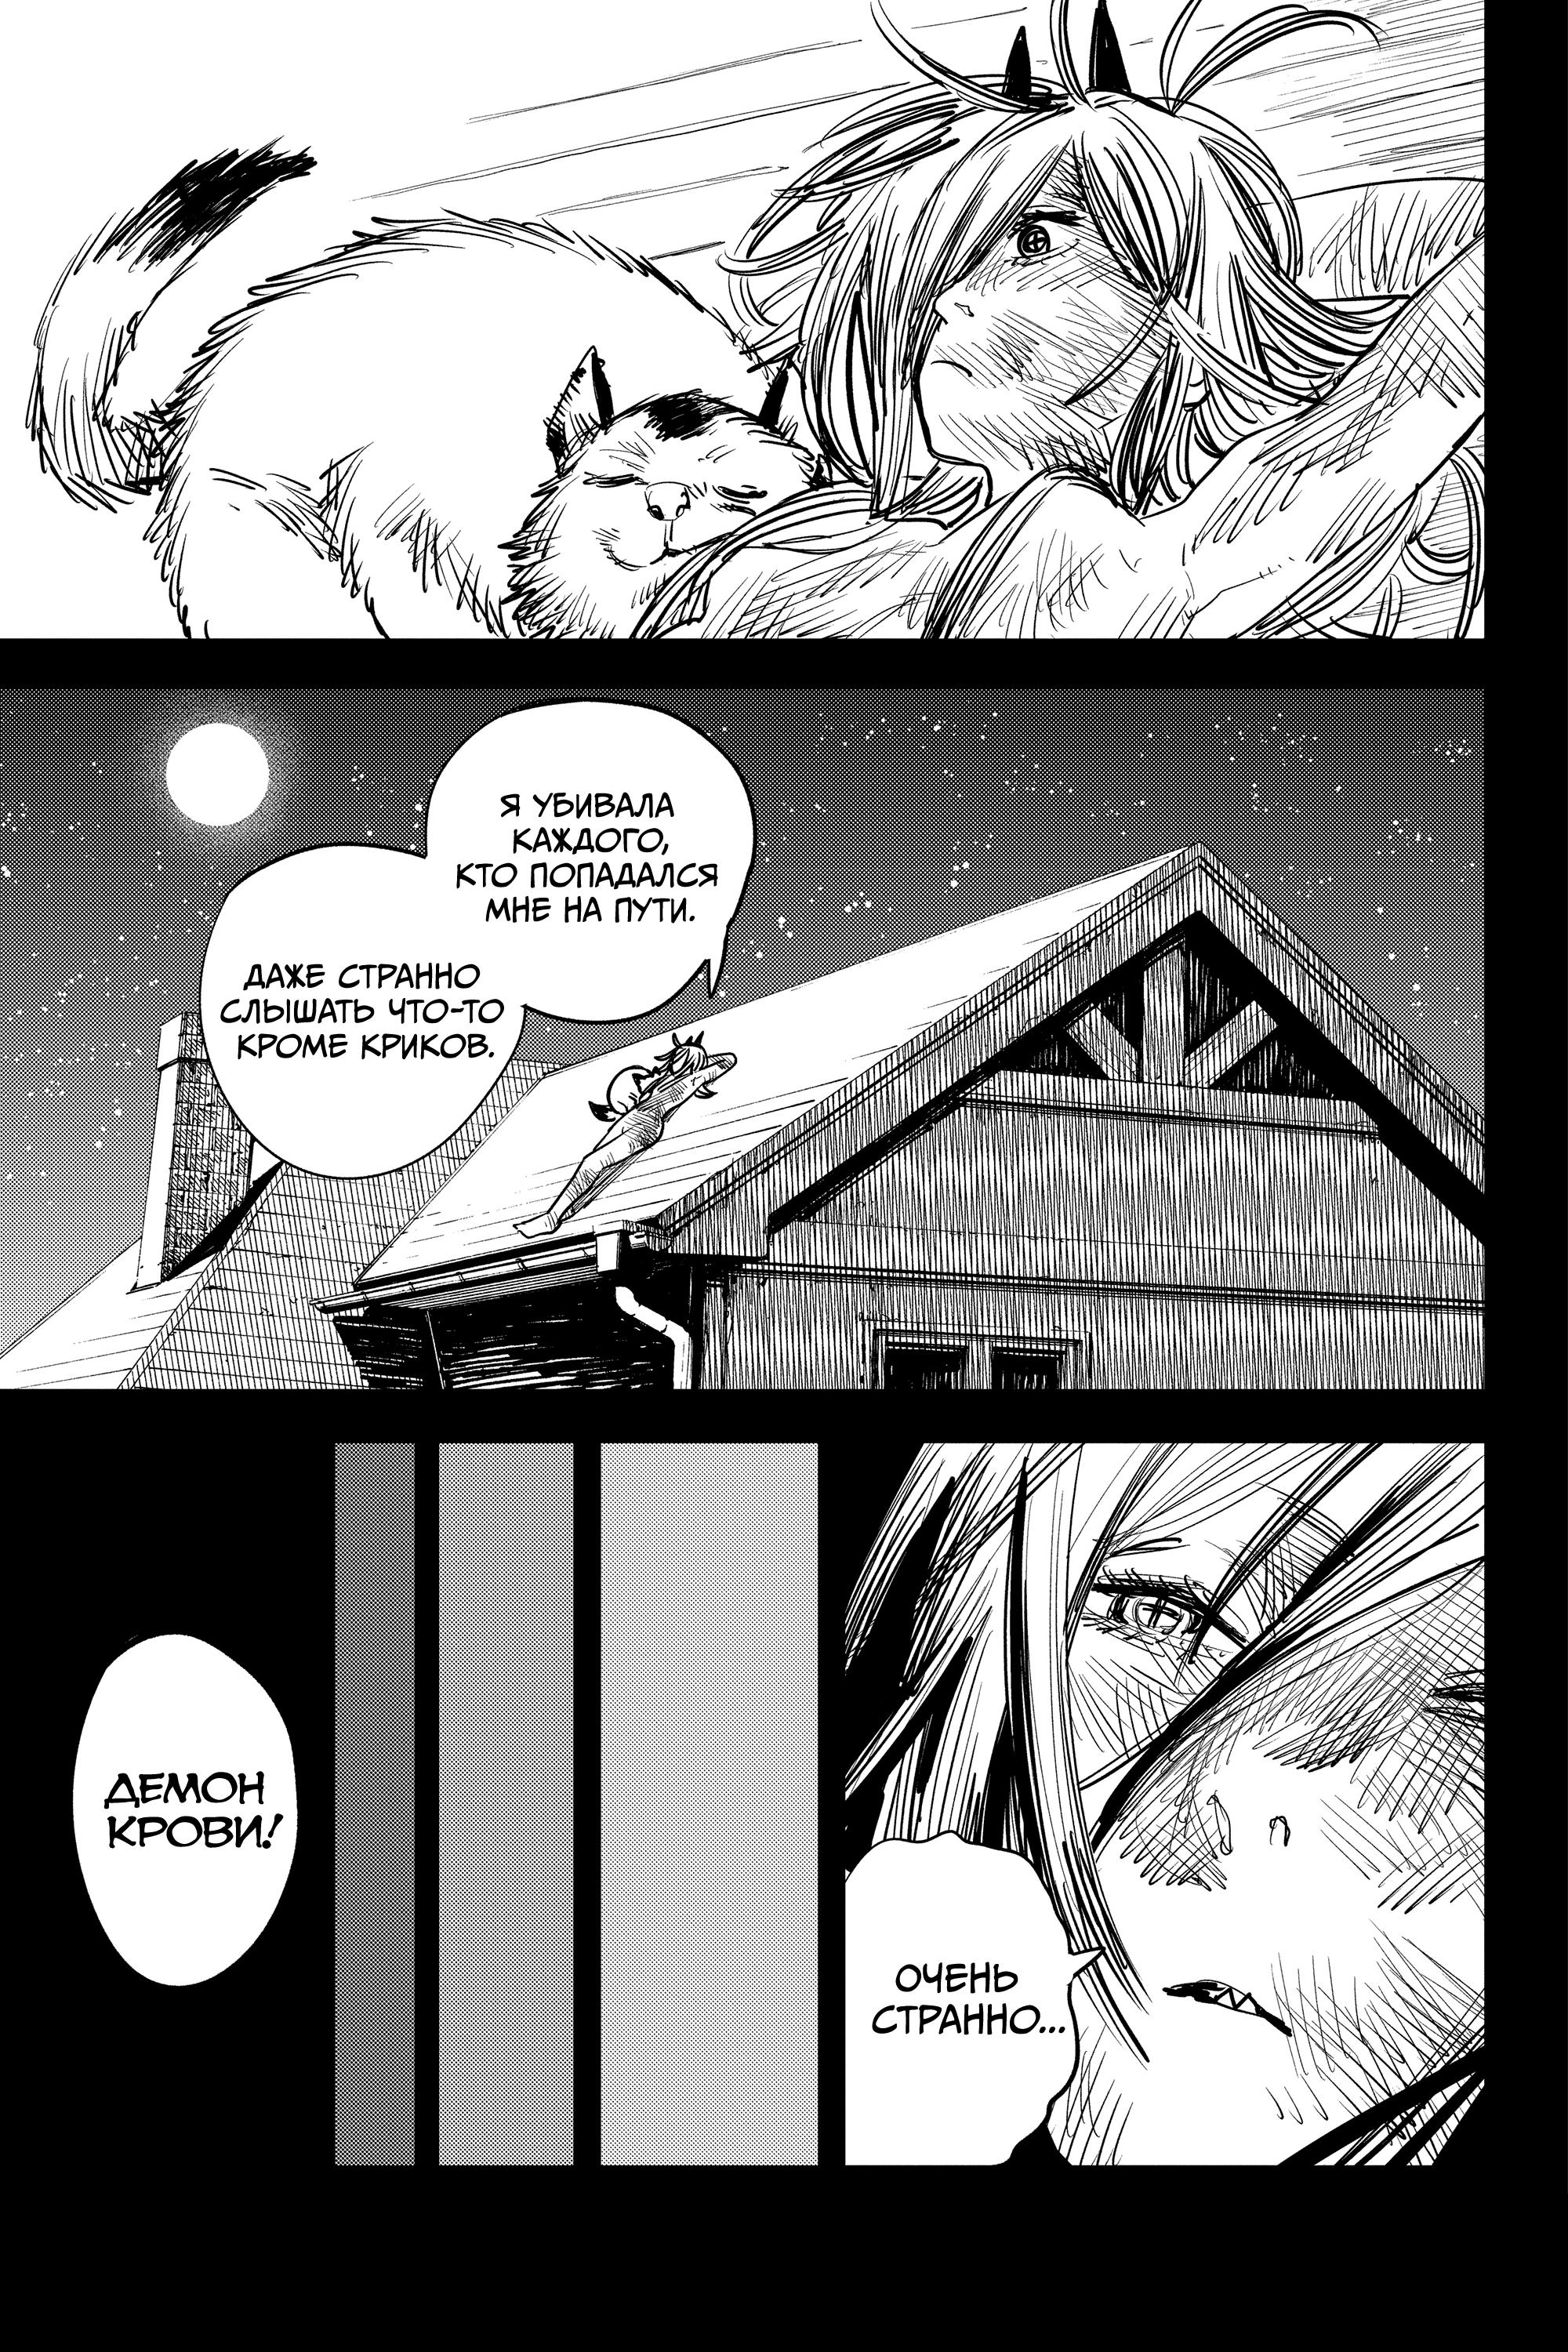 Я УБИВАЛА
КАЖДОГО,
КТО ПОПАДАЛСЯ
МНЕ НА ПУТИ.
ДАЖЕ СТРАННО
СЛЫШАТЬ ЧТО-ТО
КРОМЕ КРИКОВ.
ОЧЕНЬ
СТРАННО...
ДЕМОН
КРОВИ!